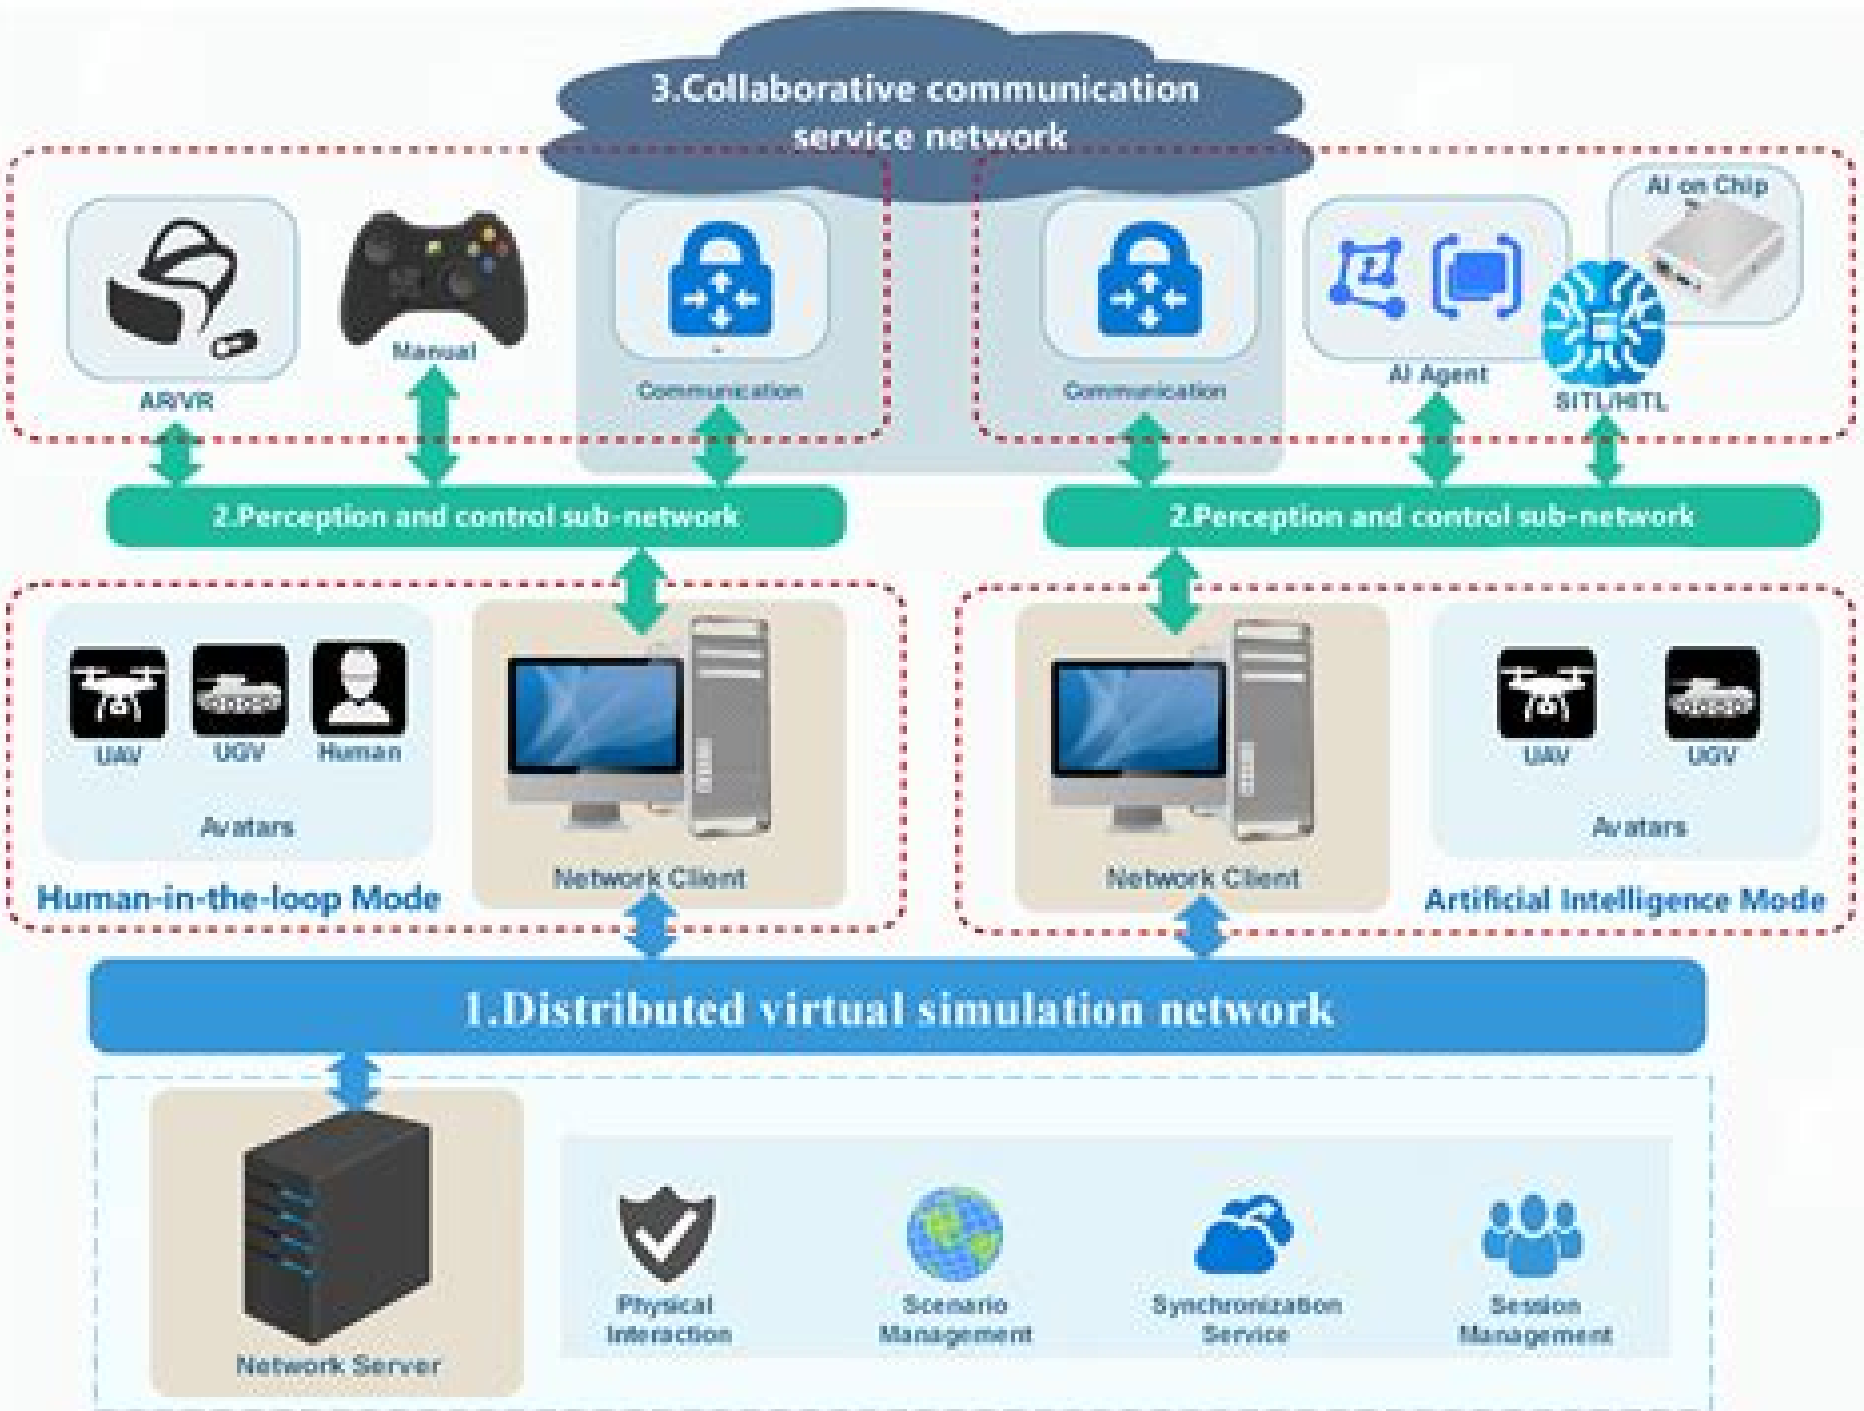 3.Collaborative communication
service network
AI on Chip
Manual
AR/VR
Communication
Communication
AI Agent
SITL/HITL
2.Perception and control sub-network
2.Perception and control sub-network
UAV
UGV
Human
Avatars
Network Client
Human-in-the-loop Mode
Network Client
UAV
UGV
Avatars
Artificial Intelligence Mode
1.Distributed virtual simulation network
Network Server
Physical
Interaction
Scenario
Management
Synchronization
Service
Session
Management